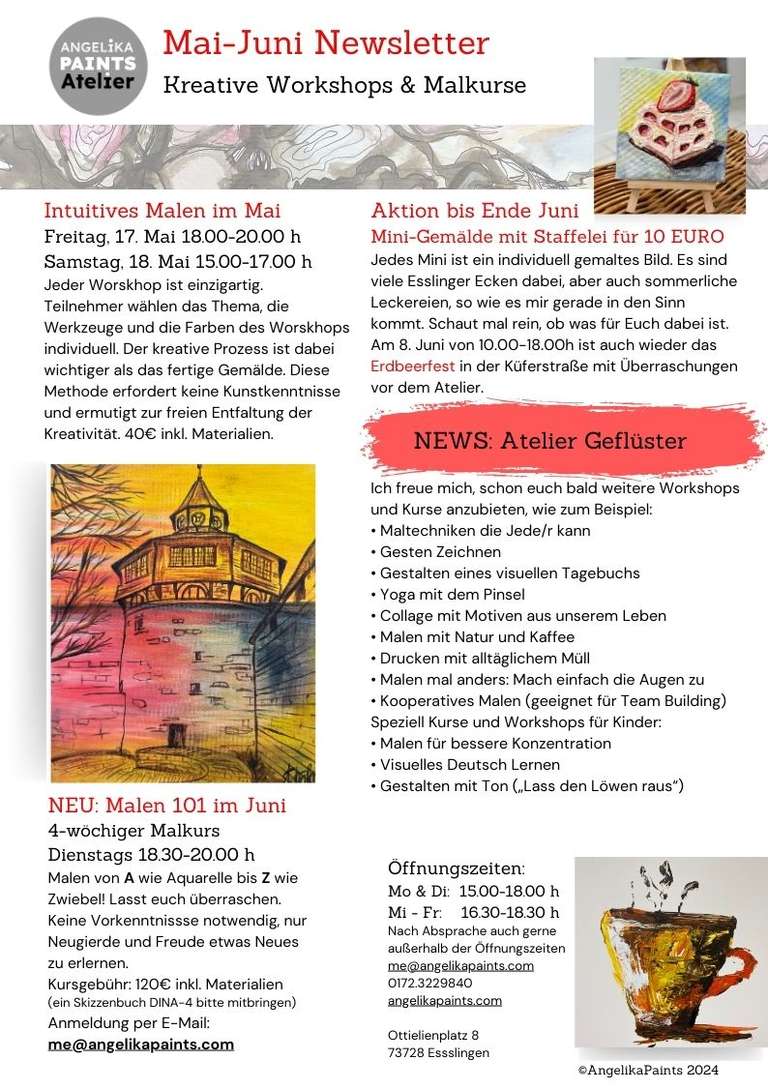 ANGELiKA
PAINTS
Atelier
Mai-Juni Newsletter
Kreative Workshops & Malkurse
Intuitives Malen im Mai
Freitag, 17. Mai 18.00-20.00 h
Samstag, 18. Mai 15.00-17.00 h
Jeder Worskhop ist einzigartig.
Teilnehmer wählen das Thema, die
Werkzeuge und die Farben des Worskhops
individuell. Der kreative Prozess ist dabei
wichtiger als das fertige Gemälde. Diese
Methode erfordert keine Kunstkenntnisse
und ermutigt zur freien Entfaltung der
Kreativität. 40€ inkl. Materialien.
NEU: Malen 101 im Juni
4-wöchiger Malkurs
Dienstags 18.30-20.00 h
Malen von A wie Aquarelle bis Z wie
Zwiebel! Lasst euch überraschen.
Keine Vorkenntnissse notwendig, nur
Neugierde und Freude etwas Neues
zu erlernen.
Kursgebühr: 120€ inkl. Materialien
(ein Skizzenbuch DINA-4 bitte mitbringen)
Anmeldung per E-Mail:
me@angelikapaints.com
Aktion bis Ende Juni
Mini-Gemälde mit Staffelei für 10 EURO
Jedes Mini ist ein individuell gemaltes Bild. Es sind
viele Esslinger Ecken dabei, aber auch sommerliche
Leckereien, so wie es mir gerade in den Sinn
kommt. Schaut mal rein, ob was für Euch dabei ist.
Am 8. Juni von 10.00-18.00h ist auch wieder das
Erdbeerfest in der Küferstraße mit Überraschungen
vor dem Atelier.
NEWS: Atelier Geflüster
Ich freue mich, schon euch bald weitere Workshops
und Kurse anzubieten, wie zum Beispiel:
• Maltechniken die Jede/r kann
• Gesten Zeichnen
• Gestalten eines visuellen Tagebuchs
• Yoga mit dem Pinsel
• Collage mit Motiven aus unserem Leben
• Malen mit Natur und Kaffee
• Drucken mit alltäglichem Müll
• Malen mal anders: Mach einfach die Augen zu
• Kooperatives Malen (geeignet für Team Building)
Speziell Kurse und Workshops für Kinder:
• Malen für bessere Konzentration
• Visuelles Deutsch Lernen
• Gestalten mit Ton („Lass den Löwen raus“)
Öffnungszeiten:
Mo & Di: 15.00-18.00 h
Mi - Fr: 16.30-18.30 h
Nach Absprache auch gerne
außerhalb der Öffnungszeiten
me@angelikapaints.com
0172.3229840
angelikapaints.com
Ottielienplatz 8
73728 Essslingen
©AngelikaPaints 2024